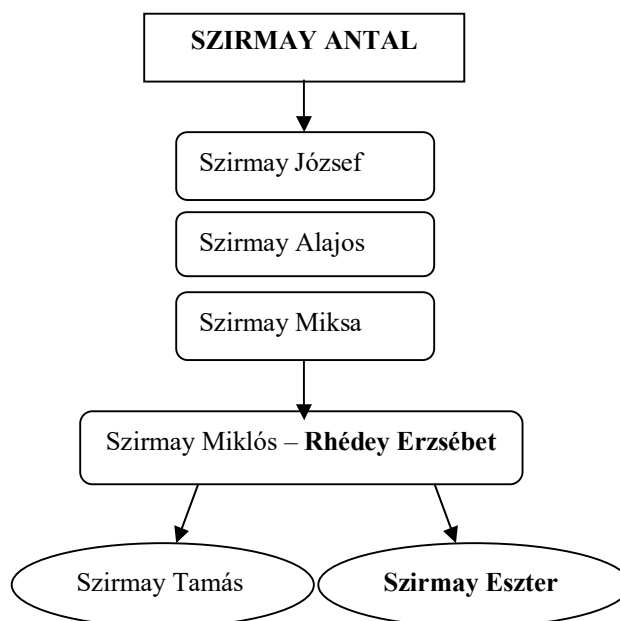 SZIRMAY ANTAL
Szirmay József
Szirmay Alajos
Szirmay Miksa
Szirmay Miklós – Rhédey Erzsébet
Szirmay Tamás
Szirmay Eszter